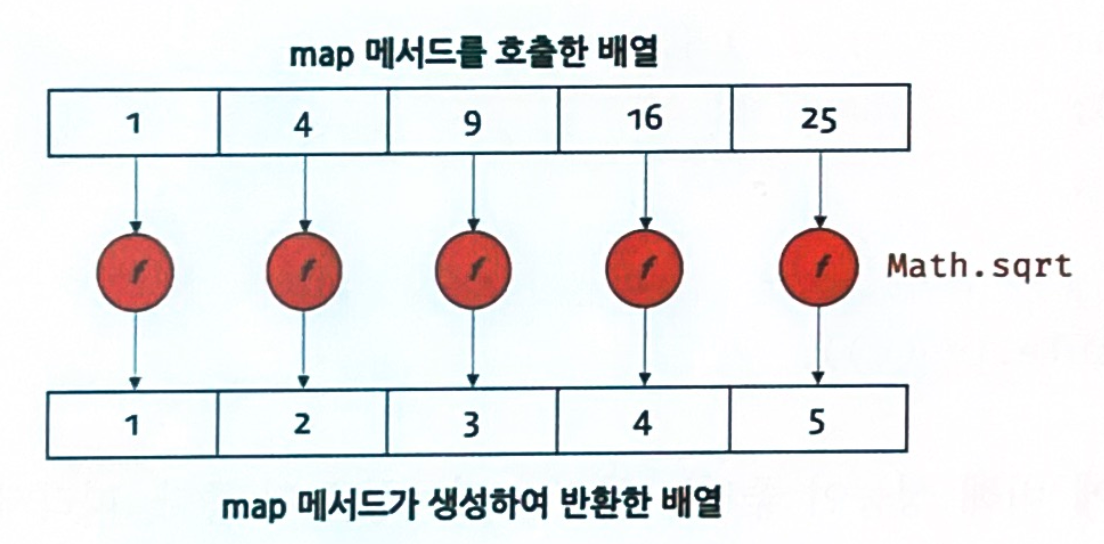 map 메서드를 호출한 배열
1 4 9 16 25
f f f f f Math.sqrt
1 2 3 4 5
map 메서드가 생성하여 반환한 배열